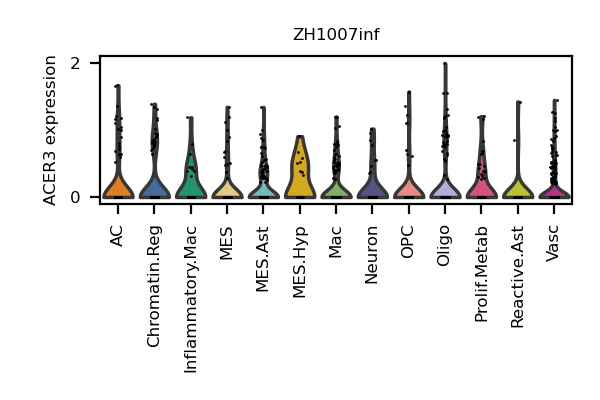 ZH1007inf
ACER3 expression
2
0
AC
Chromatin.Reg
Inflammatory.Mac
MES
MES.Ast
MES.Hyp
Mac
Neuron
OPC
Oligo
Prolif.Metab
Reactive.Ast
Vasc